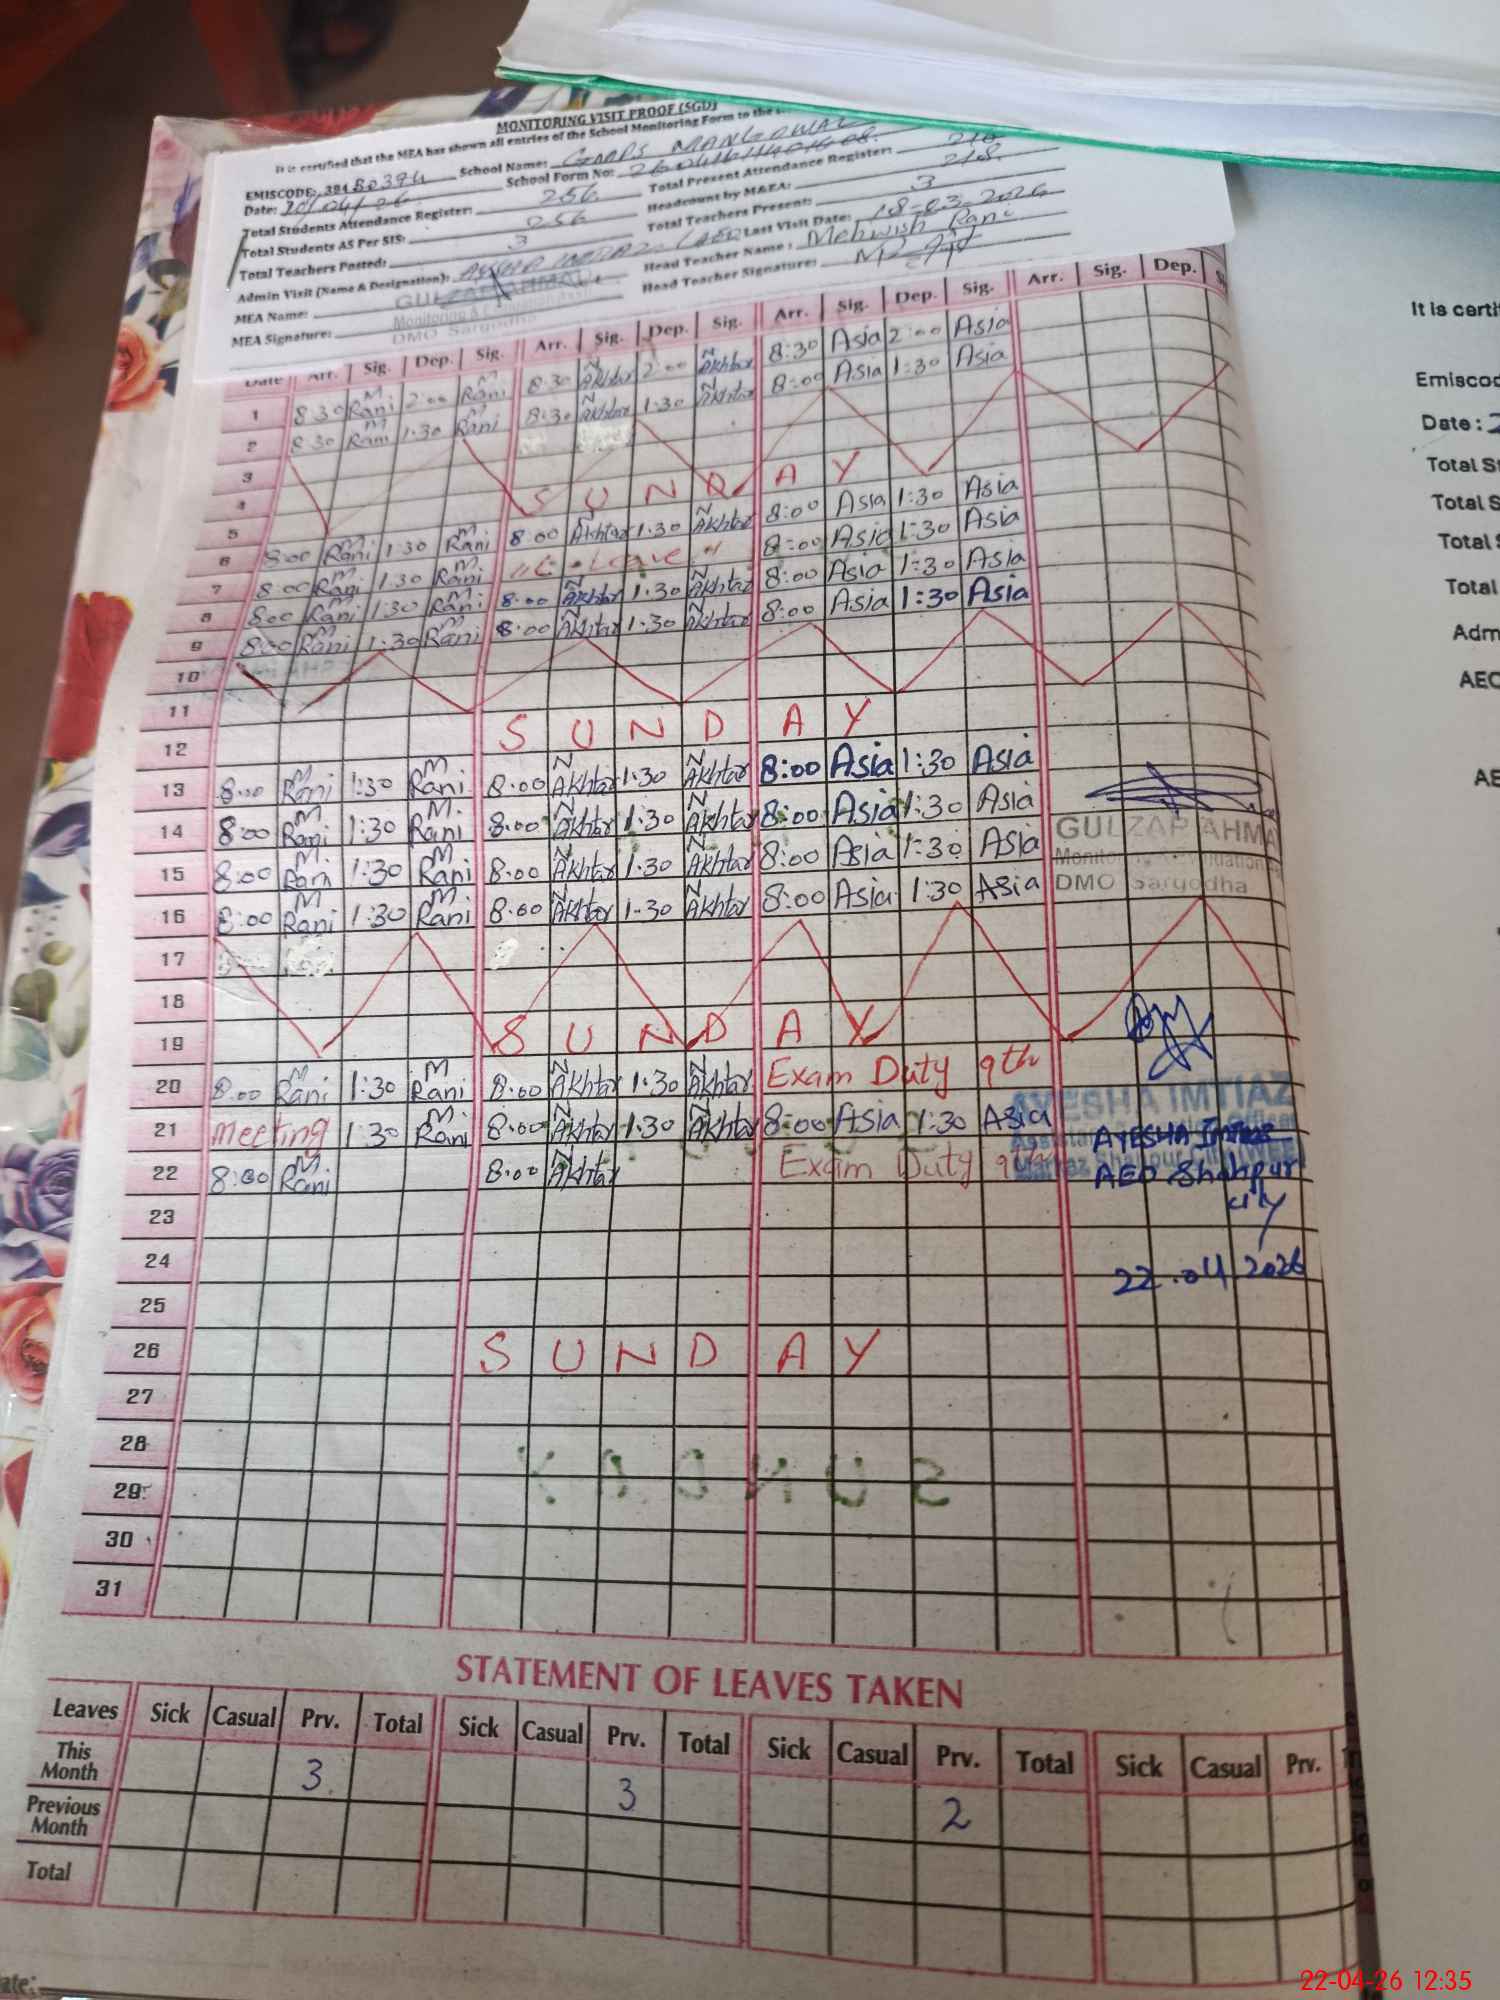 MONITORING VISIT PROOF (SGD)
It is certified that the MEA has shown all entries of the School Monitoring Form to the
EMISCODE: 384 School Name: GMMPS MANGOWAL
Date: 20/04/26 School Form No:
Total Students Attendance Register: 256 Total Present Attendance Register: 218
Total Students AS Per SIS: 256 Headcount by M&EA: 218
Total Teachers Posted: 3 Total Teachers Present: 3
Admin Visit (Name & Designation): AYESHA IMTIAZ (AEO) Last Visit Date: 18-03-2026
MEA Name: GULZAR AHMAD Head Teacher Name: Mehwish Rani
MEA Signature: Head Teacher Signature:
Monitoring &
DMO Sargodha
Date Arr. Sig. Dep. Sig. Arr. Sig. Dep. Sig. Arr. Sig. Dep. Sig. Arr. Sig. Dep.
1 8:30 M Rani 2:00 M Rani 8:30 N Akhtar 2:00 N Akhtar 8:30 Asia 2:00 Asia
2 8:30 M Rani 1:30 M Rani 8:30 N Akhtar 1:30 N Akhtar 8:00 Asia 1:30 Asia
3
4
5 SUNDAY
6 8:00 M Rani 1:30 M Rani 8:00 N Akhtar 1:30 N Akhtar 8:00 Asia 1:30 Asia
7 8:00 M Rani 1:30 M Rani Leave 8:00 Asia 1:30 Asia
8 8:00 M Rani 1:30 M Rani 8:00 N Akhtar 1:30 N Akhtar 8:00 Asia 1:30 Asia
9 8:00 M Rani 1:30 M Rani 8:00 N Akhtar 1:30 N Akhtar 8:00 Asia 1:30 Asia
10
11
12 SUNDAY
13 8:00 M Rani 1:30 M Rani 8:00 N Akhtar 1:30 N Akhtar 8:00 Asia 1:30 Asia
14 8:00 M Rani 1:30 M Rani 8:00 N Akhtar 1:30 N Akhtar 8:00 Asia 1:30 Asia
GULZAR AHMA
15 8:00 M Rani 1:30 M Rani 8:00 N Akhtar 1:30 N Akhtar 8:00 Asia 1:30 Asia
Monitoring & Evaluation
16 8:00 M Rani 1:30 M Rani 8:00 N Akhtar 1:30 N Akhtar 8:00 Asia 1:30 Asia
DMO Sargodha
17
18
19 SUNDAY
20 8:00 M Rani 1:30 M Rani 8:00 N Akhtar 1:30 N Akhtar Exam Duty 9th
AYESHA IMTIAZ
21 Meeting 1:30 M Rani 8:00 N Akhtar 1:30 N Akhtar 8:00 Asia 1:30 Asia
AYESHA Imtiaz
22 8:00 M Rani 8:00 N Akhtar Exam Duty 9th
AEO Shahpur
city
23
24
22.04.2026
25
26 SUNDAY
27
28
29
30
31
STATEMENT OF LEAVES TAKEN
Leaves Sick Casual Prv. Total Sick Casual Prv. Total Sick Casual Prv. Total Sick Casual Prv.
This Month 3 3 2
Previous Month
Total
It is certi
Emiscod
Date: 2
Total St
Total S
Total S
Total
Adm
AEO
22-04-26 12:35